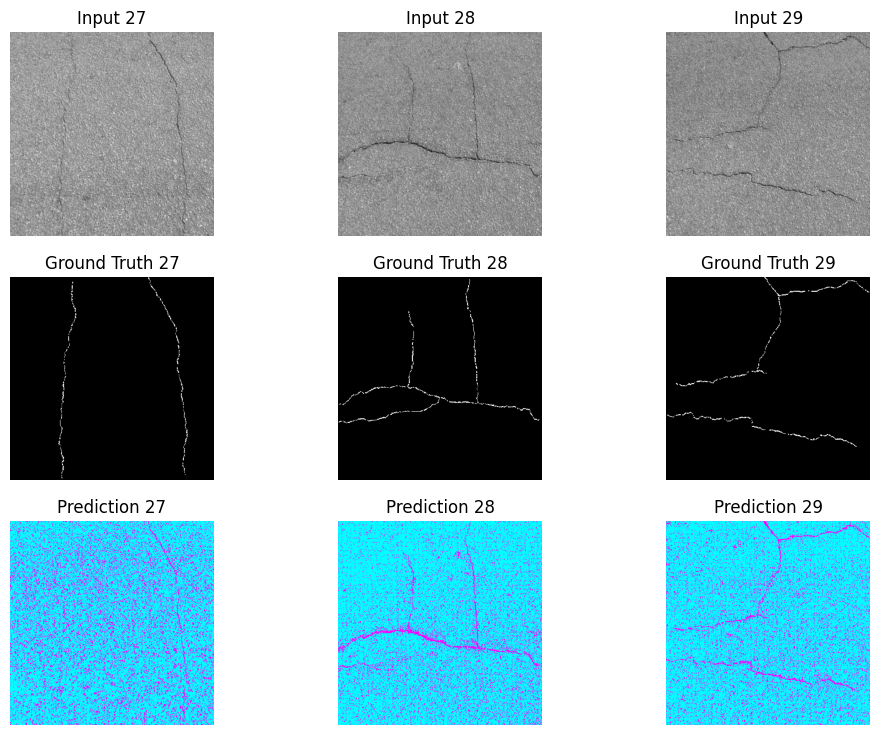 Input 27
Input 28
Input 29
Ground Truth 27
Ground Truth 28
Ground Truth 29
Prediction 27
Prediction 28
Prediction 29